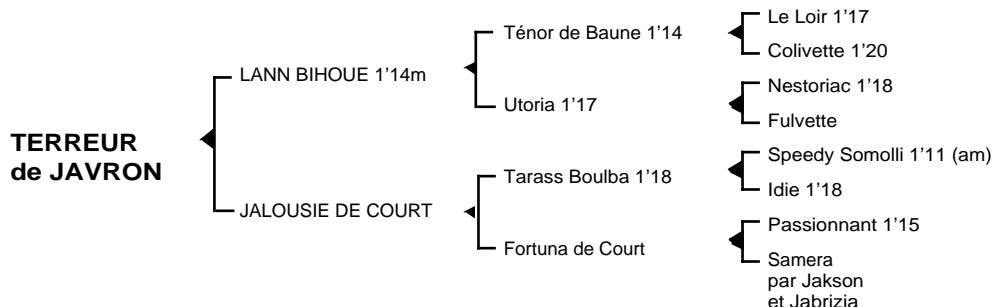 TERREUR
de JAVRON
LANN BIHOUE 1’14m
JALOUSIE DE COURT
Ténor de Baune 1’14
Utoria 1’17
Tarass Boulba 1’18
Fortuna de Court
Le Loir 1’17
Colivette 1’20
Nestoriac 1’18
Fulvette
Speedy Somolli 1’11 (am)
Idie 1’18
Passionnant 1’15
Samera
par Jakson
et Jabrizia